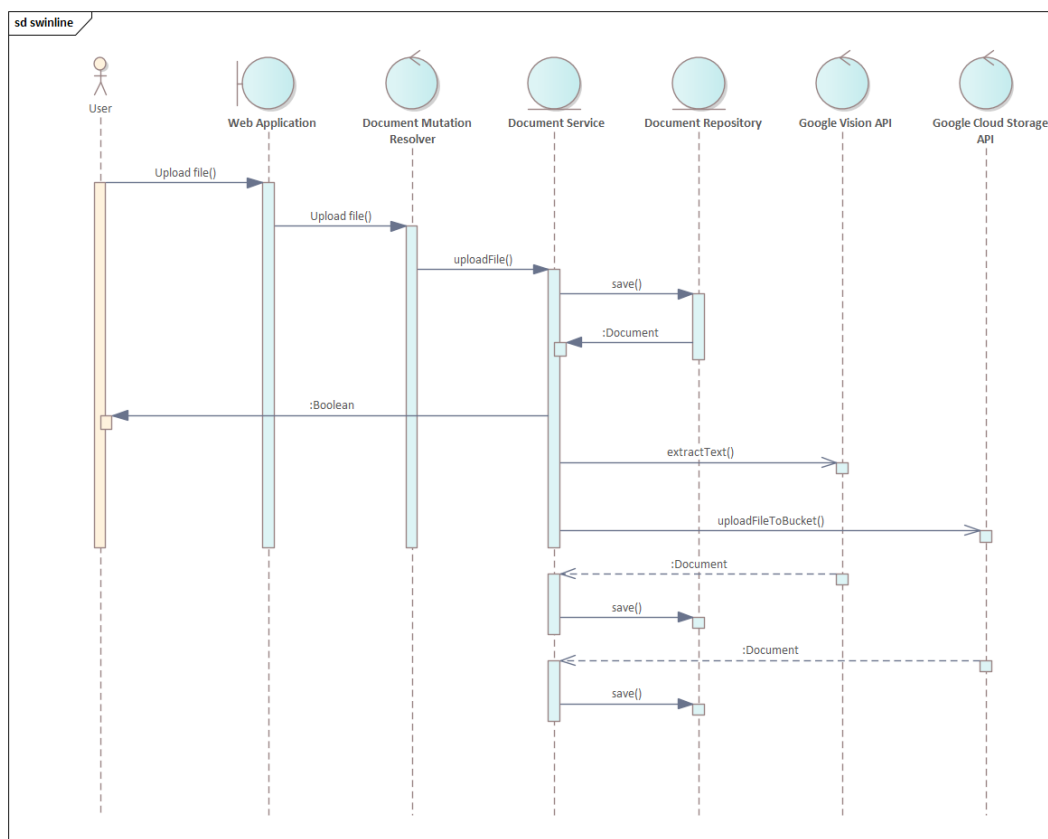 sd swinline
User
Web Application
Document Mutation
Resolver
Document Service
Document Repository
Google Vision API
Google Cloud Storage
API
Upload file()
Upload file()
uploadFile()
save()
:Document
:Boolean
extractText()
uploadFileToBucket()
:Document
save()
:Document
save()